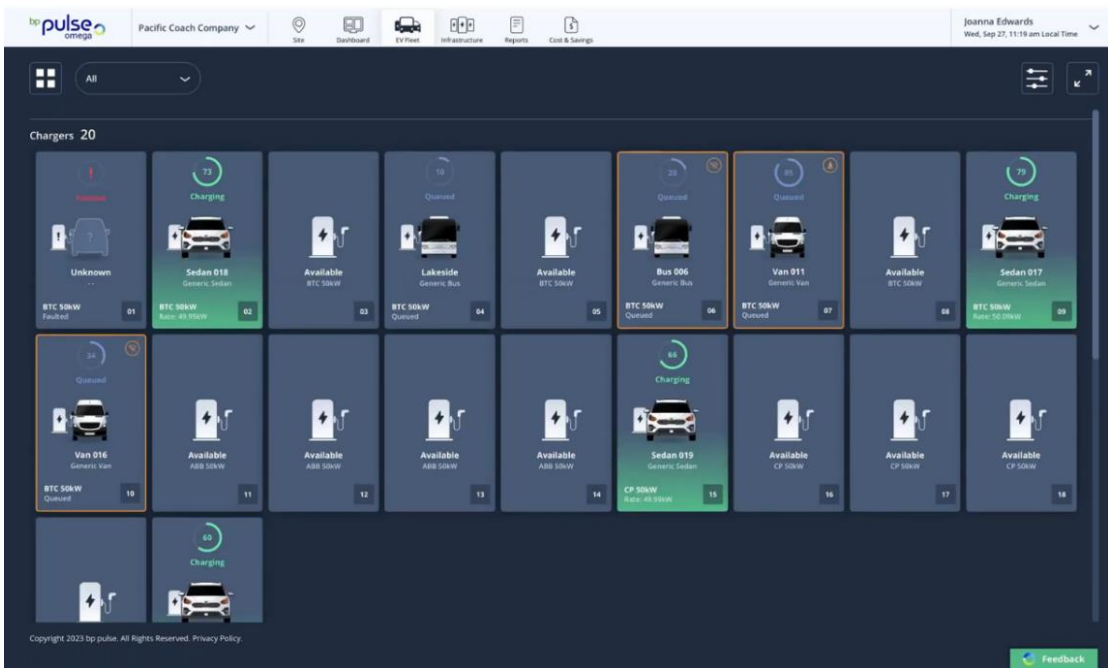 bp pulse
omega
Pacific Coach Company
Site
Dashboard
EV Fleet
Infrastructure
Reports
Cost & Savings
Joanna Edwards
Wed, Sep 27, 11:19 am Local Time
All
Chargers 20
!
Faulted
! ?
Unknown
--
BTC 50kW
Faulted
01
73
Charging
Sedan 018
Generic Sedan
BTC 50kW
Rate: 49.99kW
02
Available
BTC 50kW
03
10
Queued
Lakeside
Generic Bus
BTC 50kW
Queued
04
Available
BTC 50kW
05
28
Queued
Bus 006
Generic Bus
BTC 50kW
Queued
06
Queued
Van 011
Generic Van
BTC 50kW
Queued
07
Available
BTC 50kW
08
79
Charging
Sedan 017
Generic Sedan
BTC 50kW
Rate: 50.09kW
09
34
Queued
Van 016
Generic Van
BTC 50kW
Queued
10
Available
ABB 50kW
11
Available
ABB 50kW
12
Available
ABB 50kW
13
Available
ABB 50kW
14
66
Charging
Sedan 019
Generic Sedan
CP 50kW
Rate: 49.99kW
15
Available
CP 50kW
16
Available
CP 50kW
17
Available
CP 50kW
18
60
Charging
Copyright 2023 bp pulse. All Rights Reserved. Privacy Policy.
Feedback